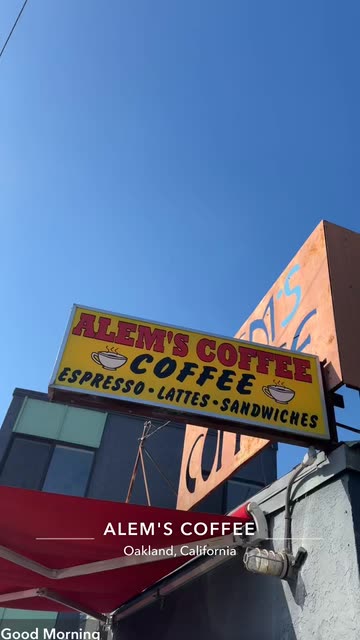 ALEM'S COFFEE
COFFEE
ESPRESSO • LATTES • SANDWICHES
ALEM'S COFFEE
Oakland, California
Good Morning